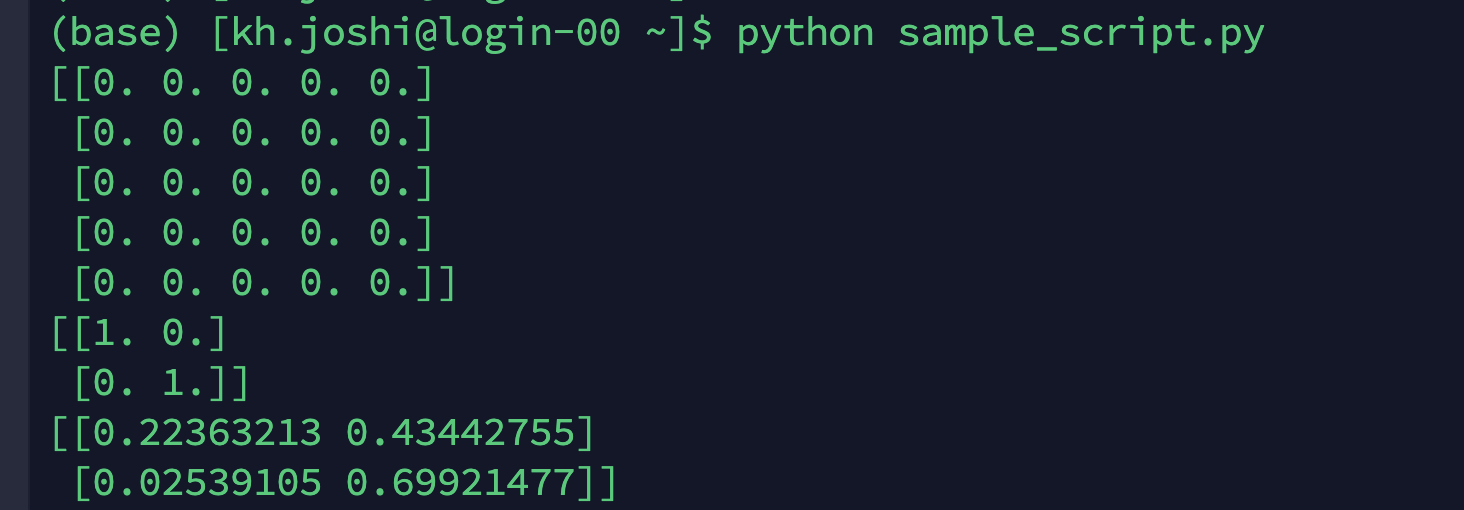 (base) [kh.joshi@login-00 ~]$ python sample_script.py
[[0. 0. 0. 0. 0.]
 [0. 0. 0. 0. 0.]
 [0. 0. 0. 0. 0.]
 [0. 0. 0. 0. 0.]
 [0. 0. 0. 0. 0.]]
[[1. 0.]
 [0. 1.]]
[[0.22363213 0.43442755]
 [0.02539105 0.69921477]]